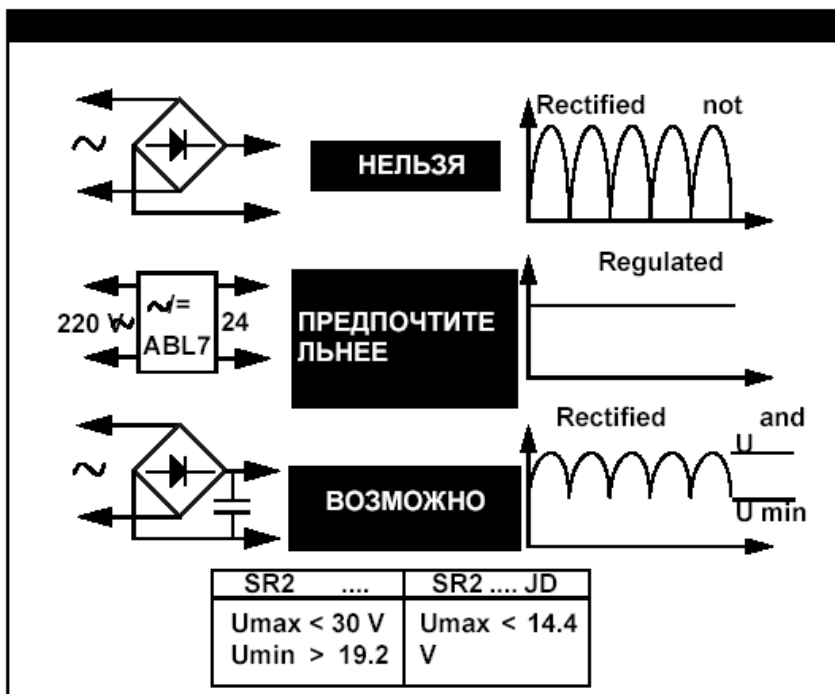 Rectified not
НЕЛЬЗЯ
Regulated
220 V
~/=
24
ABL7
ПРЕДПОЧТИТЕ
ЛЬНЕЕ
Rectified and
U
ВОЗМОЖНО
U min
SR2 ....
SR2 .... JD
Umax < 30 V
Umax < 14.4
Umin > 19.2
V